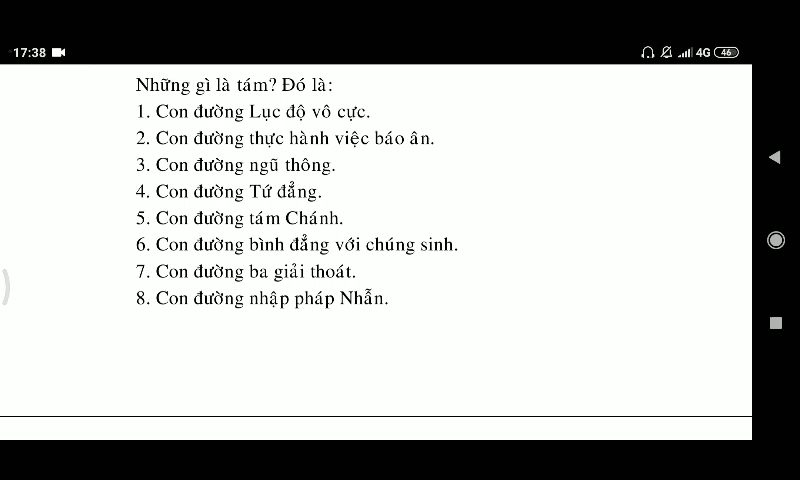 17:38
4G 46
Những gì là tám? Đó là:
1. Con đường Lục độ vô cực.
2. Con đường thực hành việc báo ân.
3. Con đường ngũ thông.
4. Con đường Tứ đẳng.
5. Con đường tám Chánh.
6. Con đường bình đẳng với chúng sinh.
7. Con đường ba giải thoát.
8. Con đường nhập pháp Nhẫn.